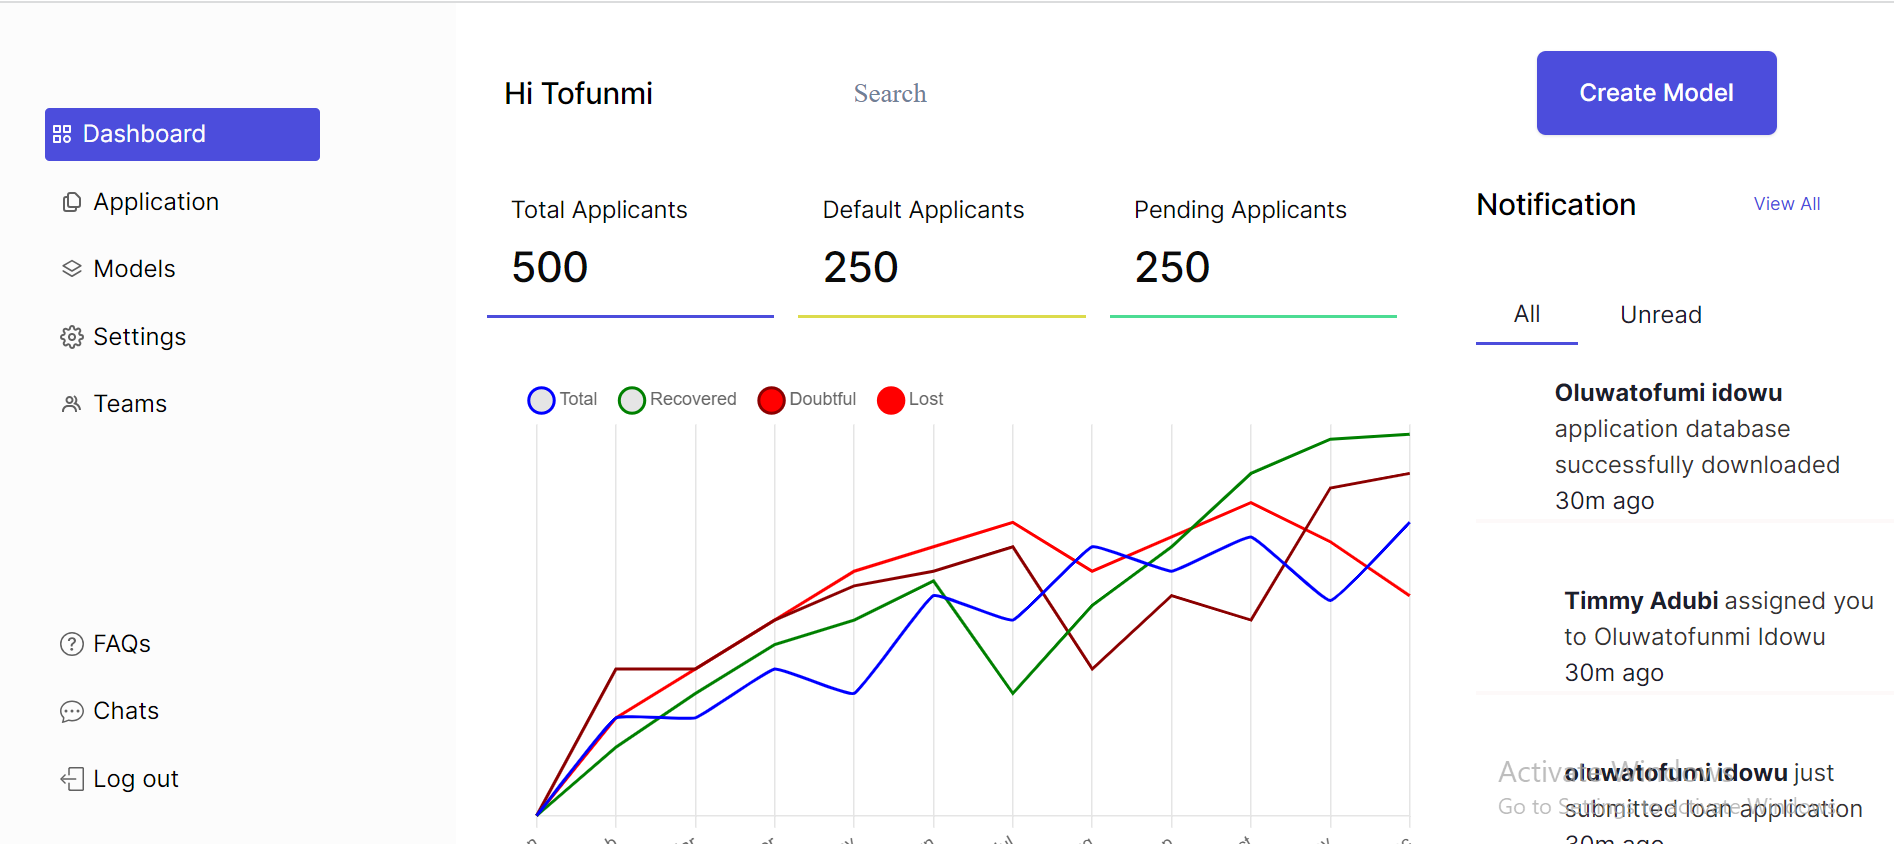 Hi Tofunmi
Search
Create Model
Dashboard
Application
Models
Settings
Teams
FAQs
Chats
Log out
Total Applicants
500
Default Applicants
250
Pending Applicants
250
Total
Recovered
Doubtful
Lost
Notification
View All
All
Unread
Oluwatofumi idowu
application database
successfully downloaded
30m ago
Timmy Adubi assigned you
to Oluwatofunmi Idowu
30m ago
idowu just
submitted loan application
30m ago
Activate Windows
Go to Settings to activate Windows.